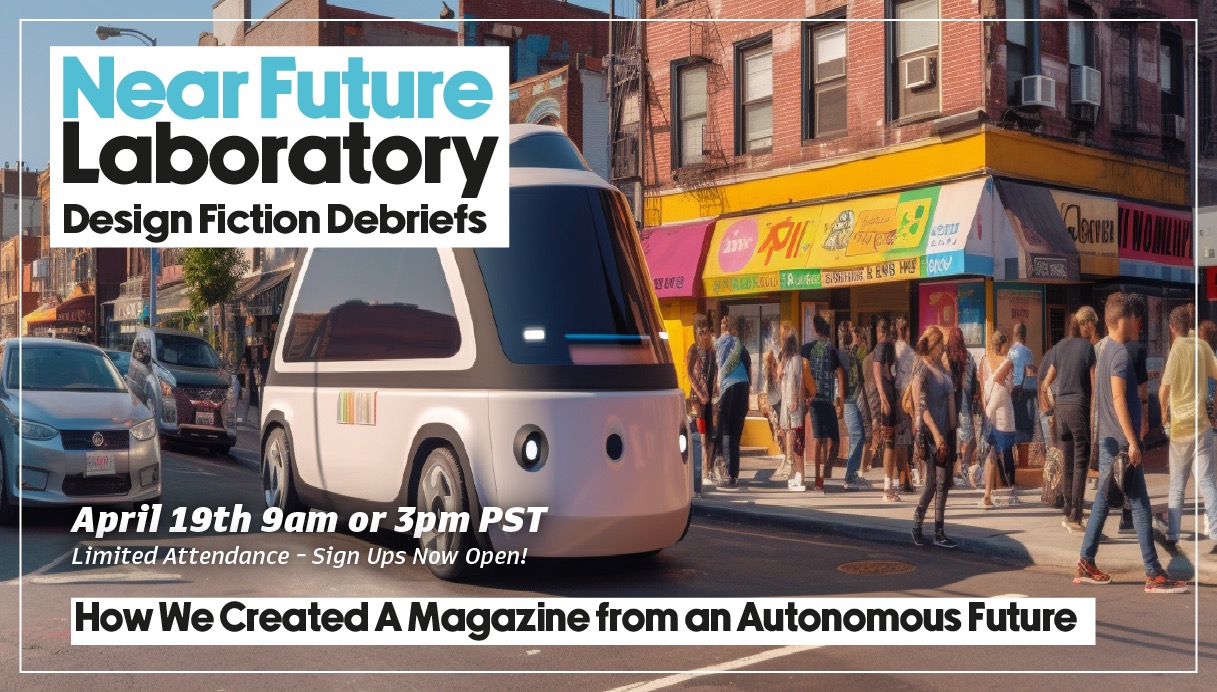 Near Future
Laboratory
Design Fiction Debriefs
April 19th 9am or 3pm PST
Limited Attendance – Sign Ups Now Open!
How We Created A Magazine from an Autonomous Future